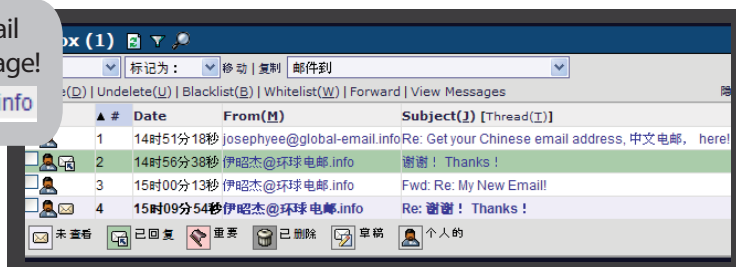 ail
age!
info
ox (1)
标记为： 移动 | 复制 邮件到
e(D) | Undelete(U) | Blacklist(B) | Whitelist(W) | Forward | View Messages
▲ # Date From(M) Subject(J) [Thread(T)]
1 14时51分18秒 josephyee@global-email.info Re: Get your Chinese email address, 中文电邮， here!
2 14时56分38秒 伊昭杰@环球电邮.info 谢谢！ Thanks！
3 15时00分13秒 伊昭杰@环球电邮.info Fwd: Re: My New Email!
4 15时09分54秒 伊昭杰@环球电邮.info Re: 谢谢！ Thanks！
未查看 已回复 重要 已删除 草稿 个人的